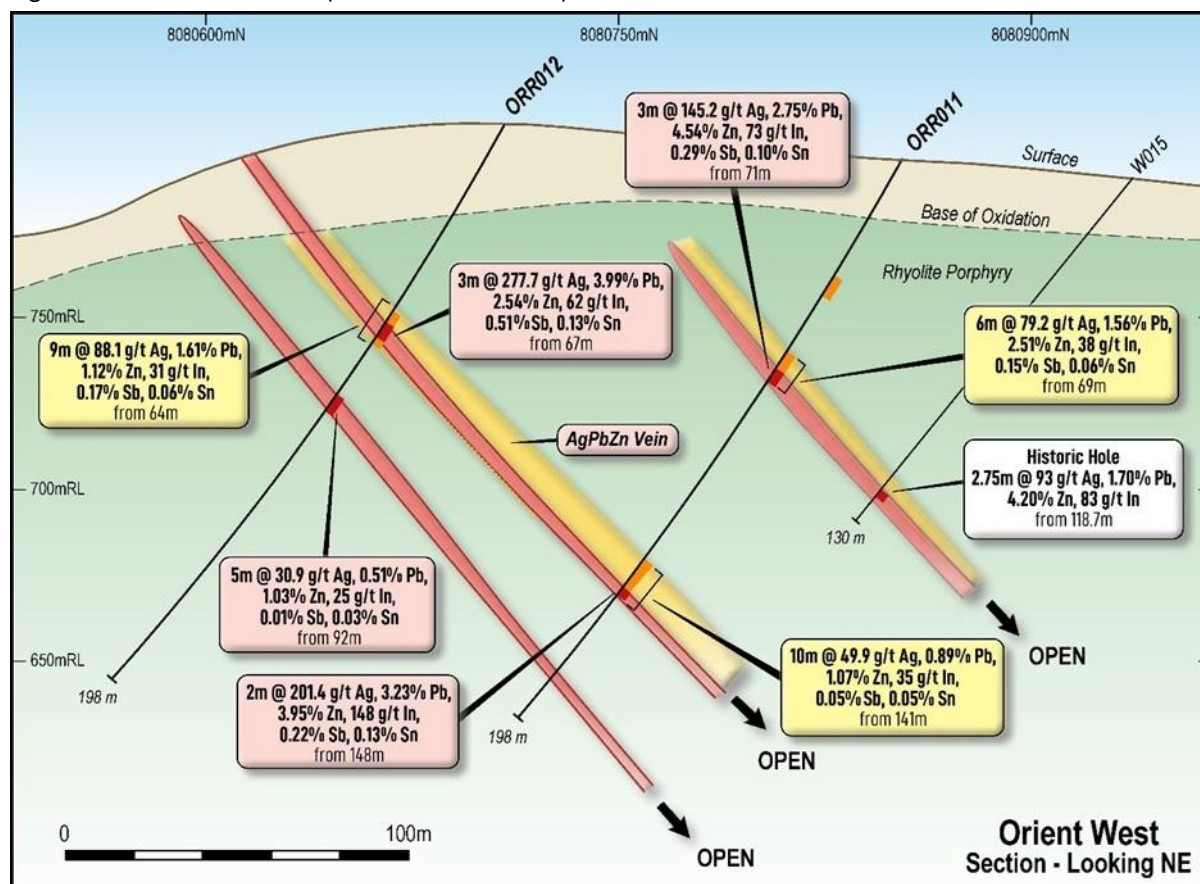 8080600mN
8080750mN
8080900mN
ORR012
ORR011
W015
3m @ 145.2 g/t Ag, 2.75% Pb,
4.54% Zn, 73 g/t In,
0.29% Sb, 0.10% Sn
from 71m
Surface
Base of Oxidation
Rhyolite Porphyry
750mRL
3m @ 277.7 g/t Ag, 3.99% Pb,
2.54% Zn, 62 g/t In,
0.51% Sb, 0.13% Sn
from 67m
6m @ 79.2 g/t Ag, 1.56% Pb,
2.51% Zn, 38 g/t In,
0.15% Sb, 0.06% Sn
from 69m
9m @ 88.1 g/t Ag, 1.61% Pb,
1.12% Zn, 31 g/t In,
0.17% Sb, 0.06% Sn
from 64m
AgPbZn Vein
Historic Hole
2.75m @ 93 g/t Ag, 1.70% Pb,
4.20% Zn, 83 g/t In
from 118.7m
700mRL
130 m
5m @ 30.9 g/t Ag, 0.51% Pb,
1.03% Zn, 25 g/t In,
0.01% Sb, 0.03% Sn
from 92m
650mRL
198 m
2m @ 201.4 g/t Ag, 3.23% Pb,
3.95% Zn, 148 g/t In,
0.22% Sb, 0.13% Sn
from 148m
198 m
10m @ 49.9 g/t Ag, 0.89% Pb,
1.07% Zn, 35 g/t In,
0.05% Sb, 0.05% Sn
from 141m
OPEN
OPEN
OPEN
0
100m
Orient West
Section - Looking NE